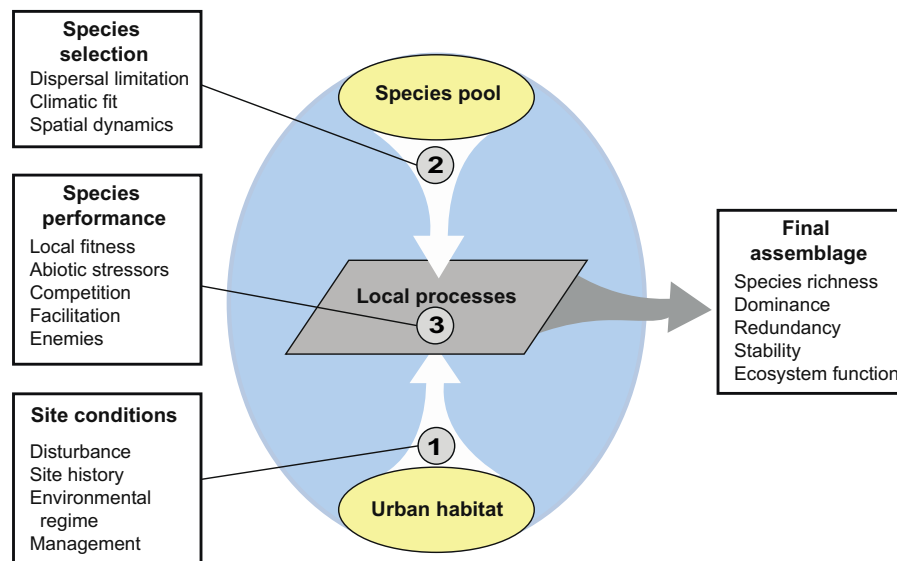 Species
selection
Dispersal limitation
Climatic fit
Spatial dynamics
Species pool
2
Species
performance
Local fitness
Abiotic stressors
Competition
Facilitation
Enemies
Local processes
3
Final
assemblage
Species richness
Dominance
Redundancy
Stability
Ecosystem function
Site conditions
Disturbance
Site history
Environmental
regime
Management
1
Urban habitat